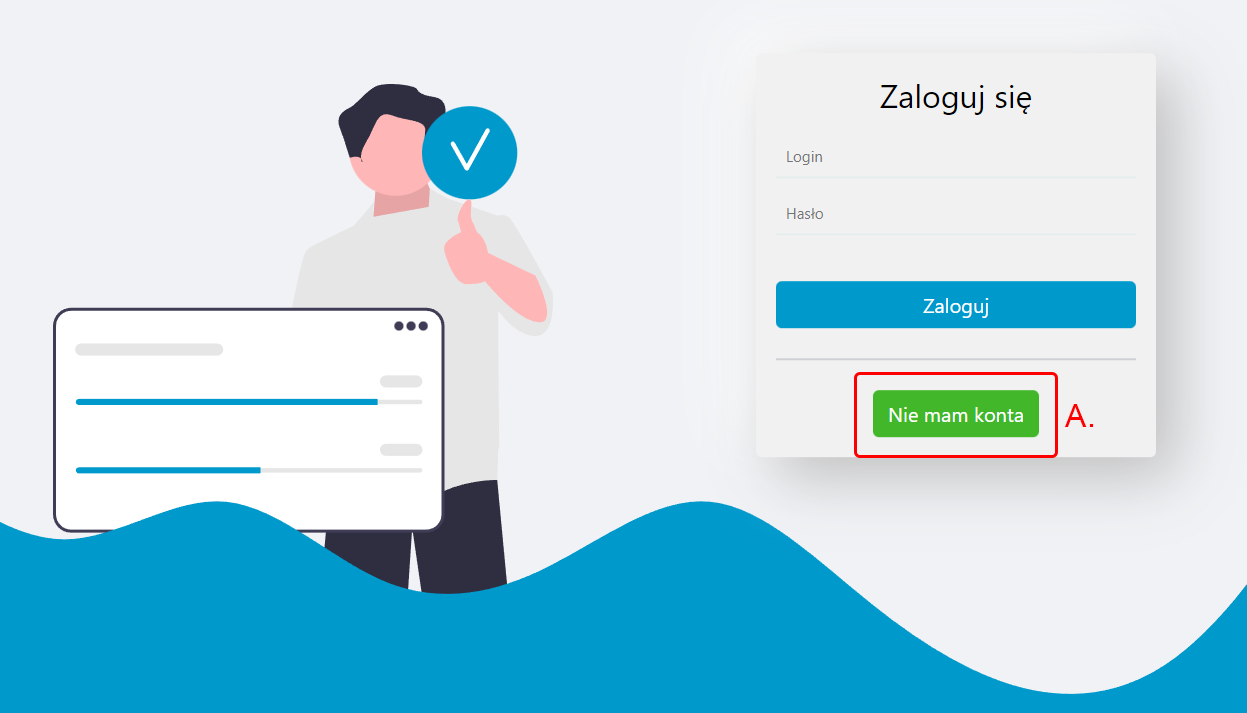 Zaloguj się
Login
Hasło
Zaloguj
Nie mam konta
A.